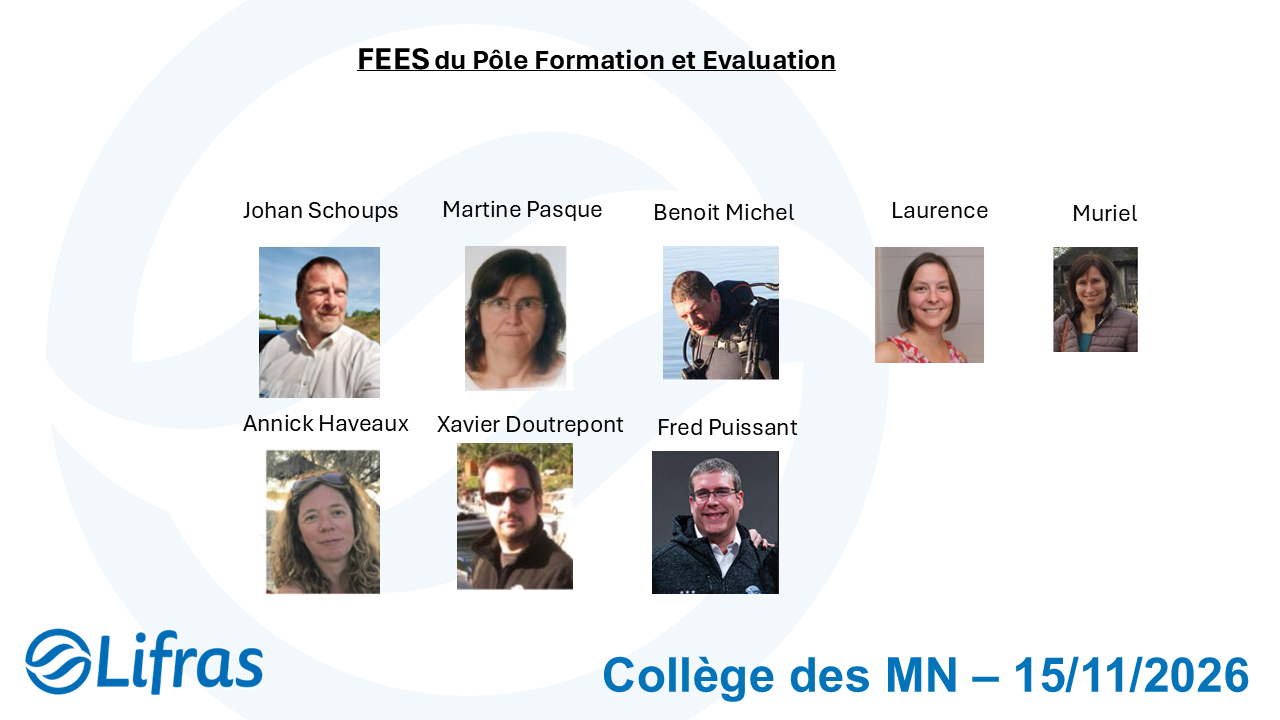 FEES du Pôle Formation et Evaluation
Johan Schoups
Martine Pasque
Benoit Michel
Laurence
Muriel
Annick Haveaux
Xavier Doutrepont
Fred Puissant
Lifras
Collège des MN – 15/11/2026